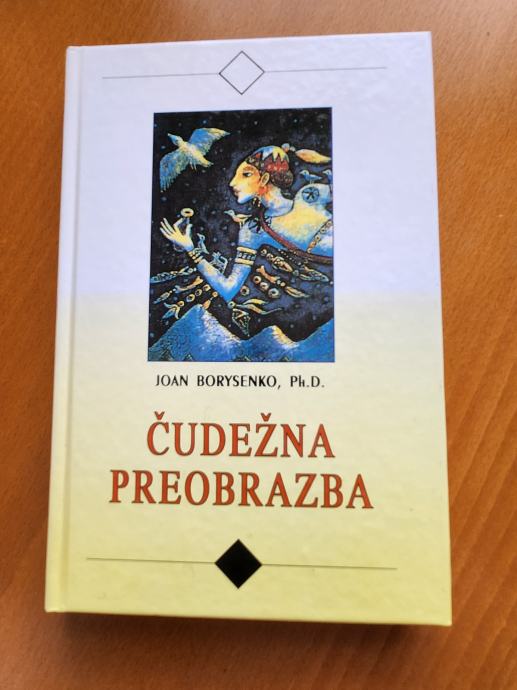 JOAN BORYSENKO, Ph.D.
ČUDEŽNA
PREOBRAZBA